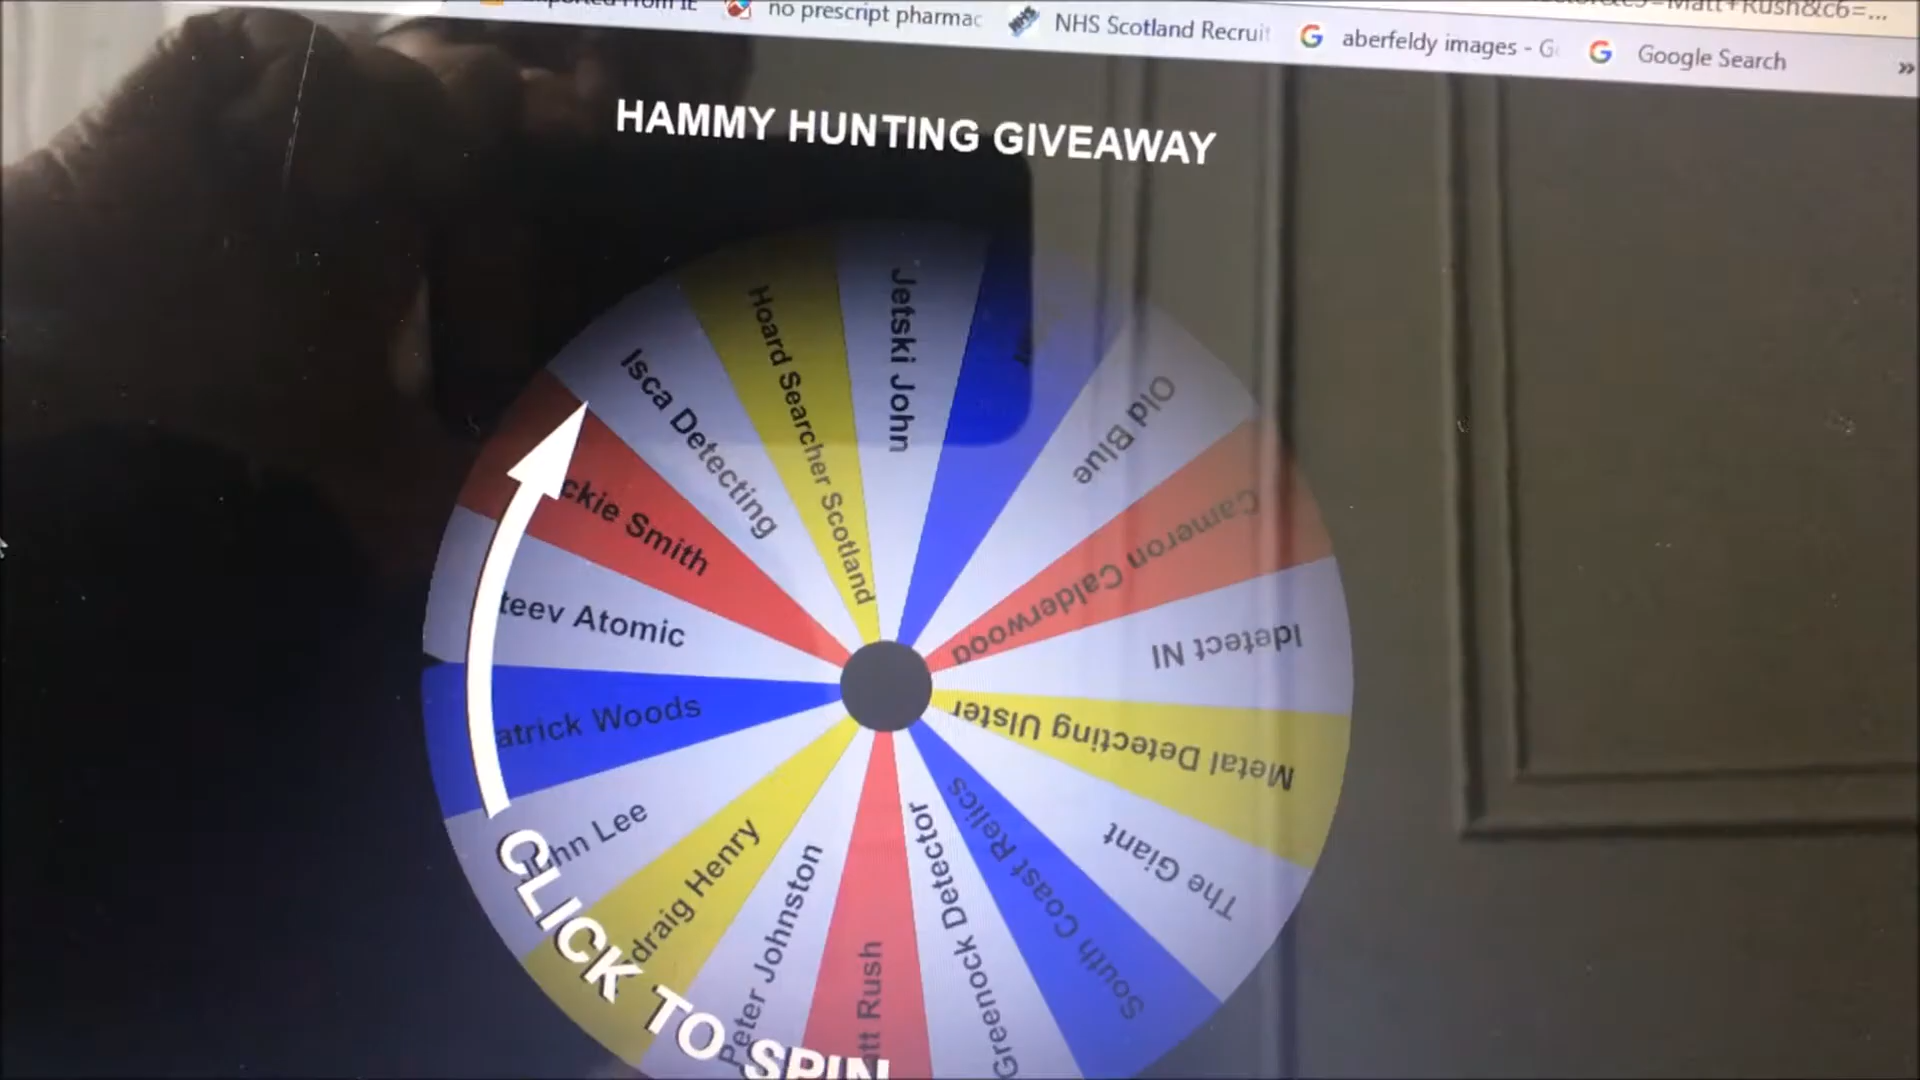 no prescript pharmac
NHS Scotland Recruit
aberfeldy images - G
Google Search
HAMMY HUNTING GIVEAWAY
Jetski John
Old Blue
Cameron Calderwood
Idetect NI
Metal Detecting Ulster
The Giant
South Coast Relics
Greenock Detector
att Rush
Peter Johnston
draig Henry
hn Lee
atrick Woods
teev Atomic
ckie Smith
Isca Detecting
Hoard Searcher Scotland
CLICK TO SPIN